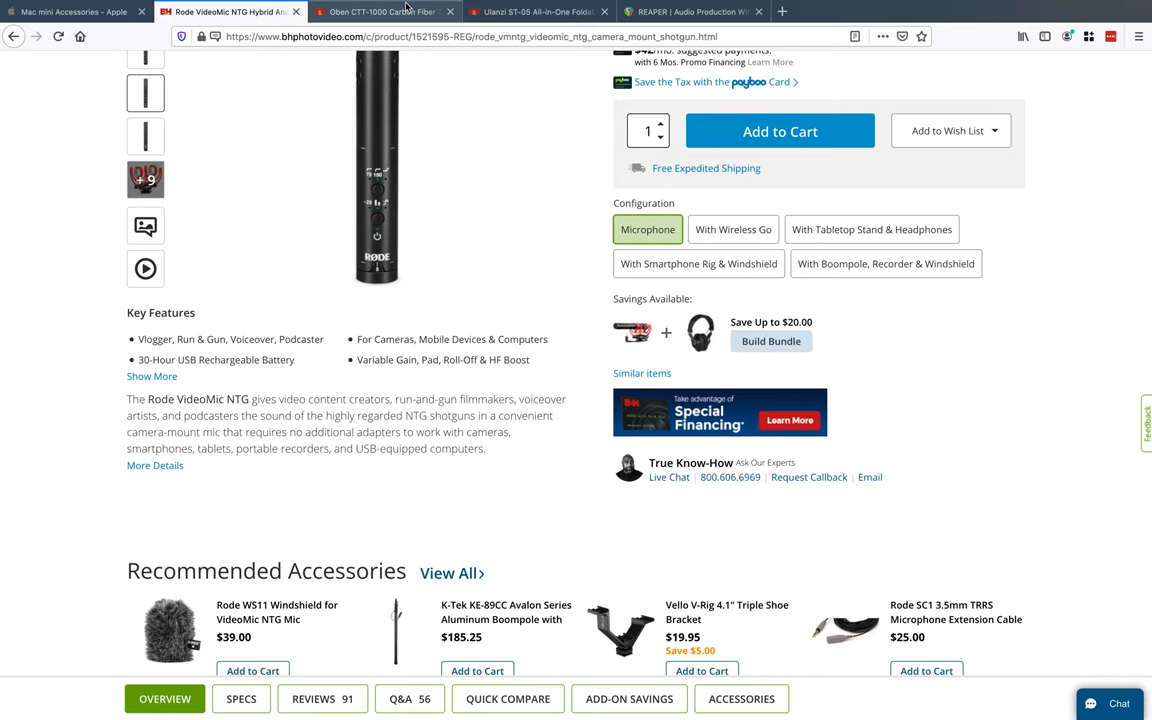 Mac mini Accessories - Apple
Rode VideoMic NTG Hybrid An
Oben CTT-1000 Carbon Fiber T
Ulanzi ST-05 All-in-One Foldab
REAPER | Audio Production Wit
https://www.bhphotovideo.com/c/product/1521595-REG/rode_vmntg_videomic_ntg_camera_mount_shotgun.html
with 6 Mos. Promo Financing Learn More
Save the Tax with the payboo Card >
1
Add to Cart
Add to Wish List
Free Expedited Shipping
+9
Configuration
Microphone
With Wireless Go
With Tabletop Stand & Headphones
With Smartphone Rig & Windshield
With Boompole, Recorder & Windshield
RØDE
Savings Available:
Save Up to $20.00
Build Bundle
Key Features
• Vlogger, Run & Gun, Voiceover, Podcaster
• For Cameras, Mobile Devices & Computers
• 30-Hour USB Rechargeable Battery
• Variable Gain, Pad, Roll-Off & HF Boost
Show More
The Rode VideoMic NTG gives video content creators, run-and-gun filmmakers, voiceover
artists, and podcasters the sound of the highly regarded NTG shotguns in a convenient
camera-mount mic that requires no additional adapters to work with cameras,
smartphones, tablets, portable recorders, and USB-equipped computers.
More Details
Similar items
Take advantage of
Special
Financing
Learn More
True Know-How Ask Our Experts
Live Chat | 800.606.6969 | Request Callback | Email
Feedback
Recommended Accessories View All>
Rode WS11 Windshield for
VideoMic NTG Mic
$39.00
Add to Cart
K-Tek KE-89CC Avalon Series
Aluminum Boompole with
$185.25
Add to Cart
Vello V-Rig 4.1" Triple Shoe
Bracket
$19.95
Save $5.00
Add to Cart
Rode SC1 3.5mm TRRS
Microphone Extension Cable
$25.00
Add to Cart
OVERVIEW
SPECS
REVIEWS 91
Q&A 56
QUICK COMPARE
ADD-ON SAVINGS
ACCESSORIES
Chat